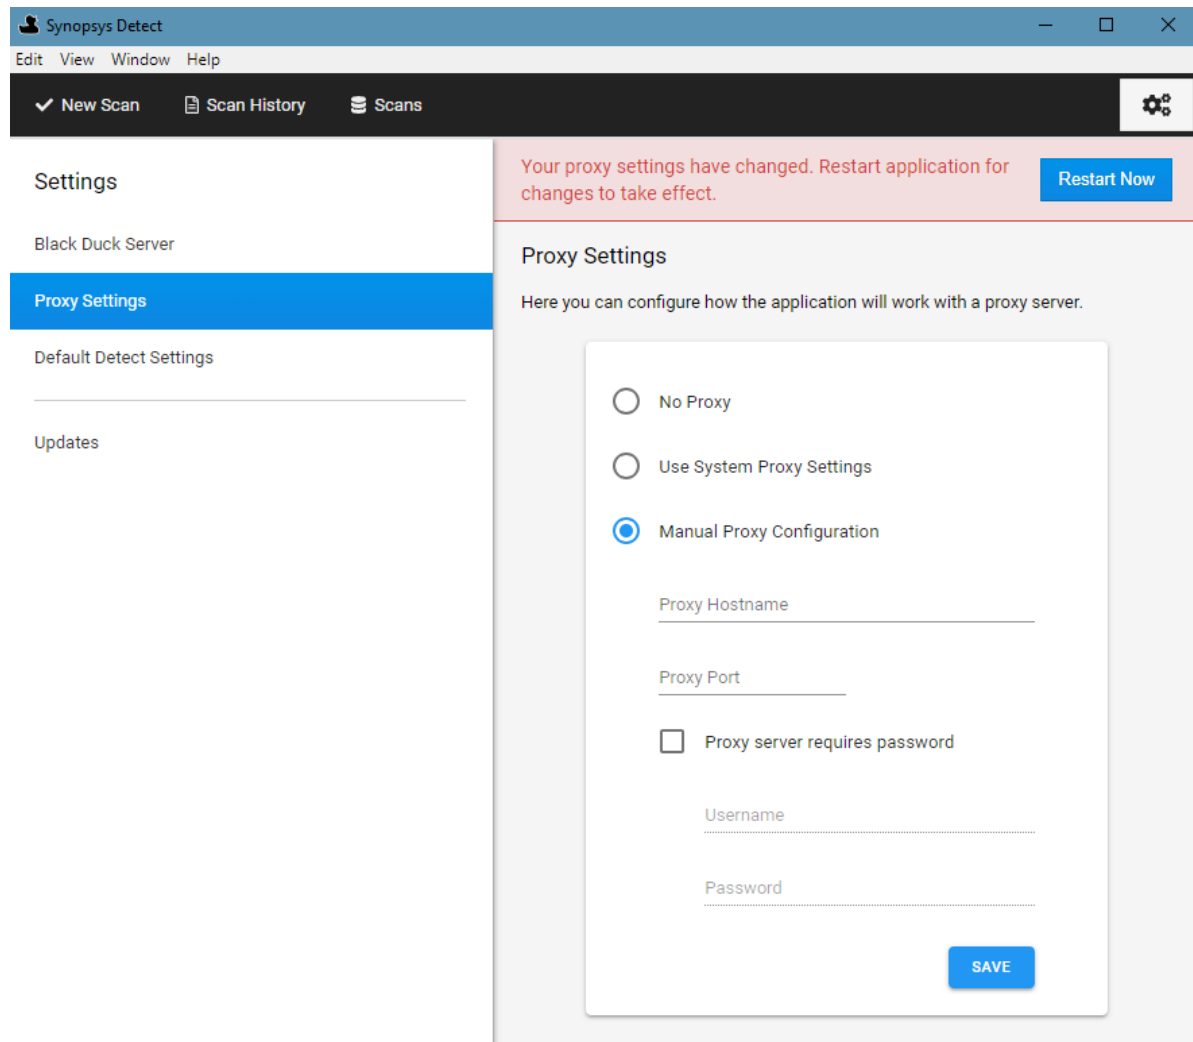 Synopsys Detect
Edit View Window Help
New Scan Scan History Scans
Settings
Black Duck Server
Proxy Settings
Default Detect Settings
Updates
Your proxy settings have changed. Restart application for
changes to take effect.
Restart Now
Proxy Settings
Here you can configure how the application will work with a proxy server.
No Proxy
Use System Proxy Settings
Manual Proxy Configuration
Proxy Hostname
Proxy Port
Proxy server requires password
Username
Password
SAVE